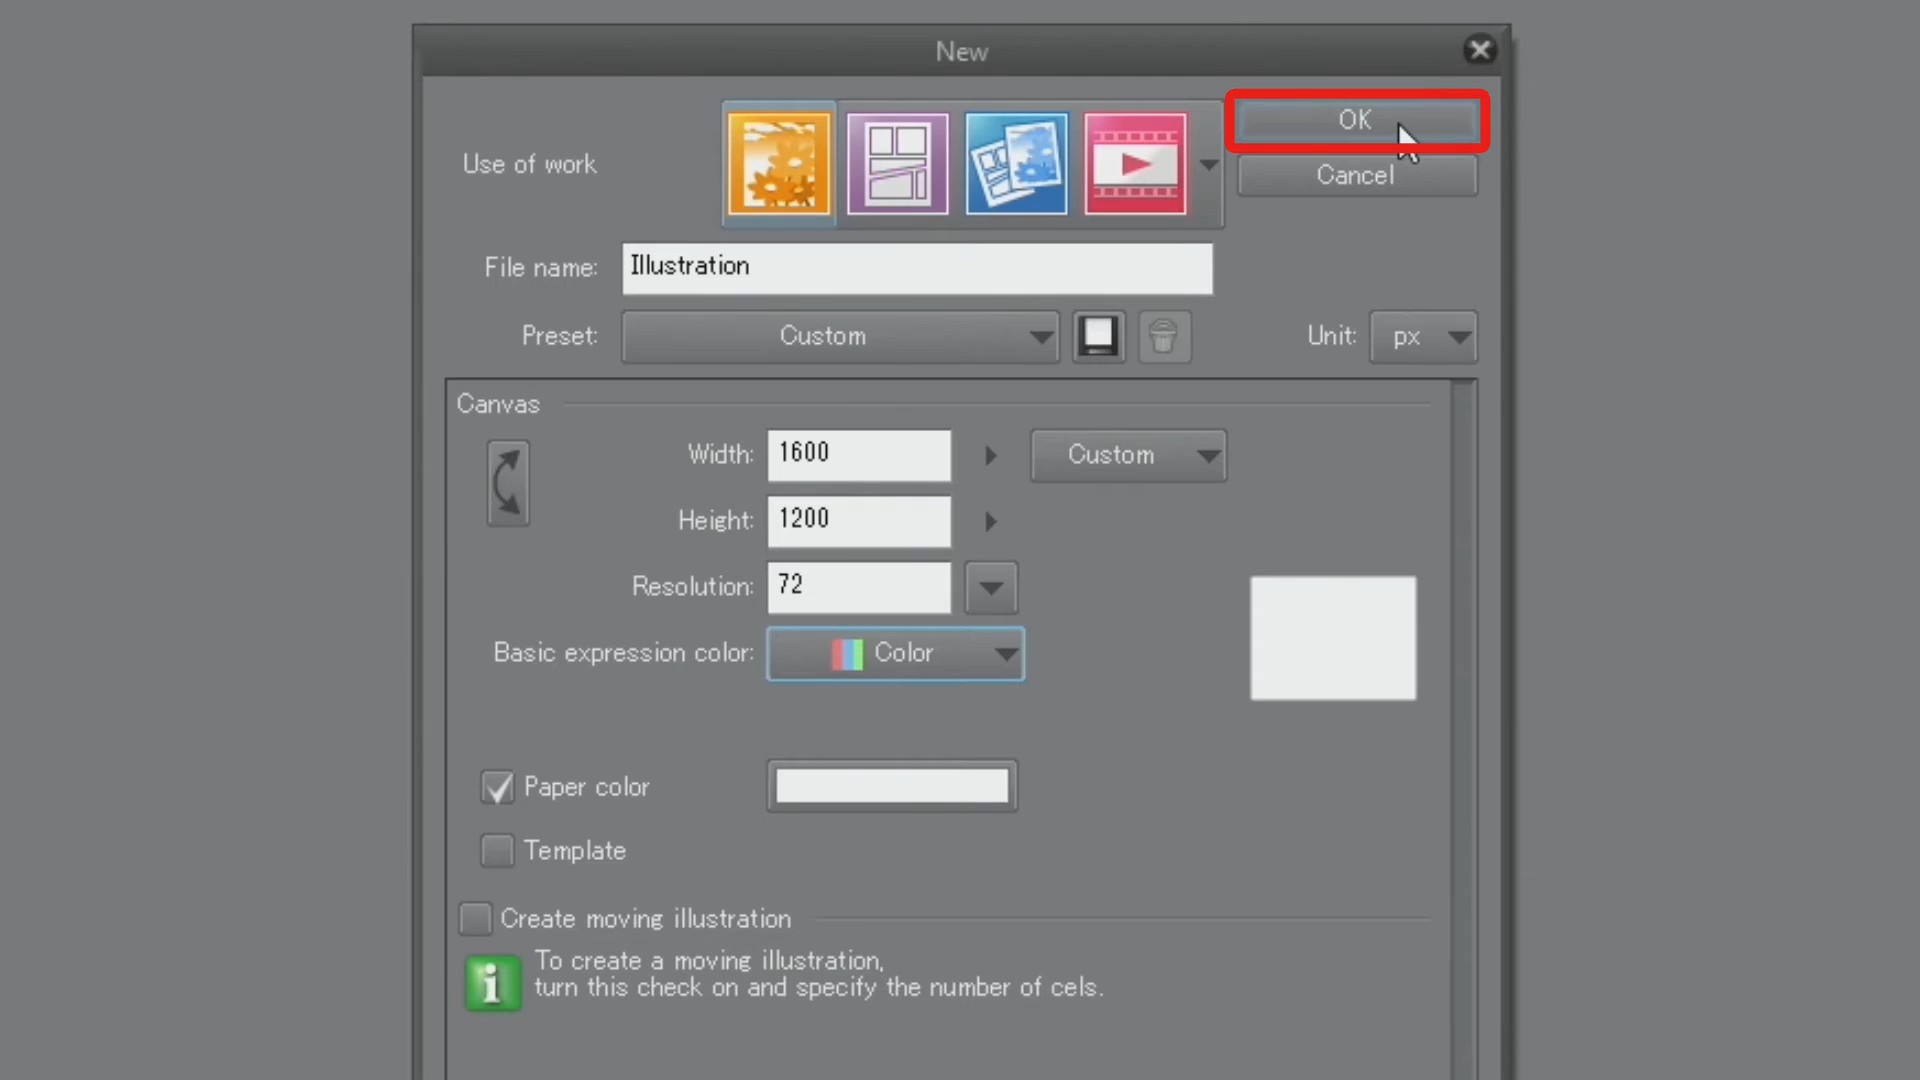 New
OK
Use of work
Cancel
File name: Illustration
Preset: Custom Unit: px
Canvas
Width: 1600 Custom
Height: 1200
Resolution: 72
Basic expression color: Color
Paper color
Template
Create moving illustration
To create a moving illustration,
turn this check on and specify the number of cels.